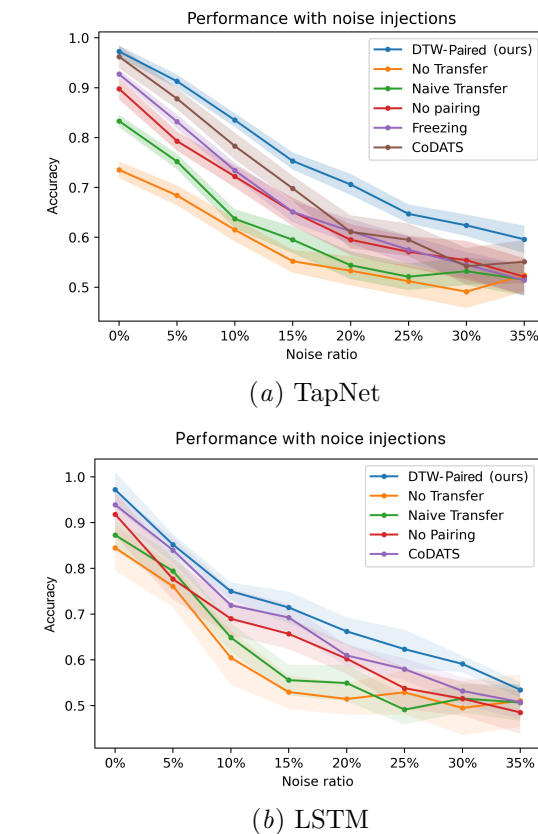 Performance with noise injections
1.0
0.9
0.8
0.7
0.6
0.5
Accuracy
DTW-Paired (ours)
No Transfer
Naive Transfer
No pairing
Freezing
CoDATS
0% 5% 10% 15% 20% 25% 30% 35%
Noise ratio
(a) TapNet
Performance with noice injections
1.0
0.9
0.8
0.7
0.6
0.5
Accuracy
DTW-Paired (ours)
No Transfer
Naive Transfer
No Pairing
CoDATS
0% 5% 10% 15% 20% 25% 30% 35%
Noise ratio
(b) LSTM